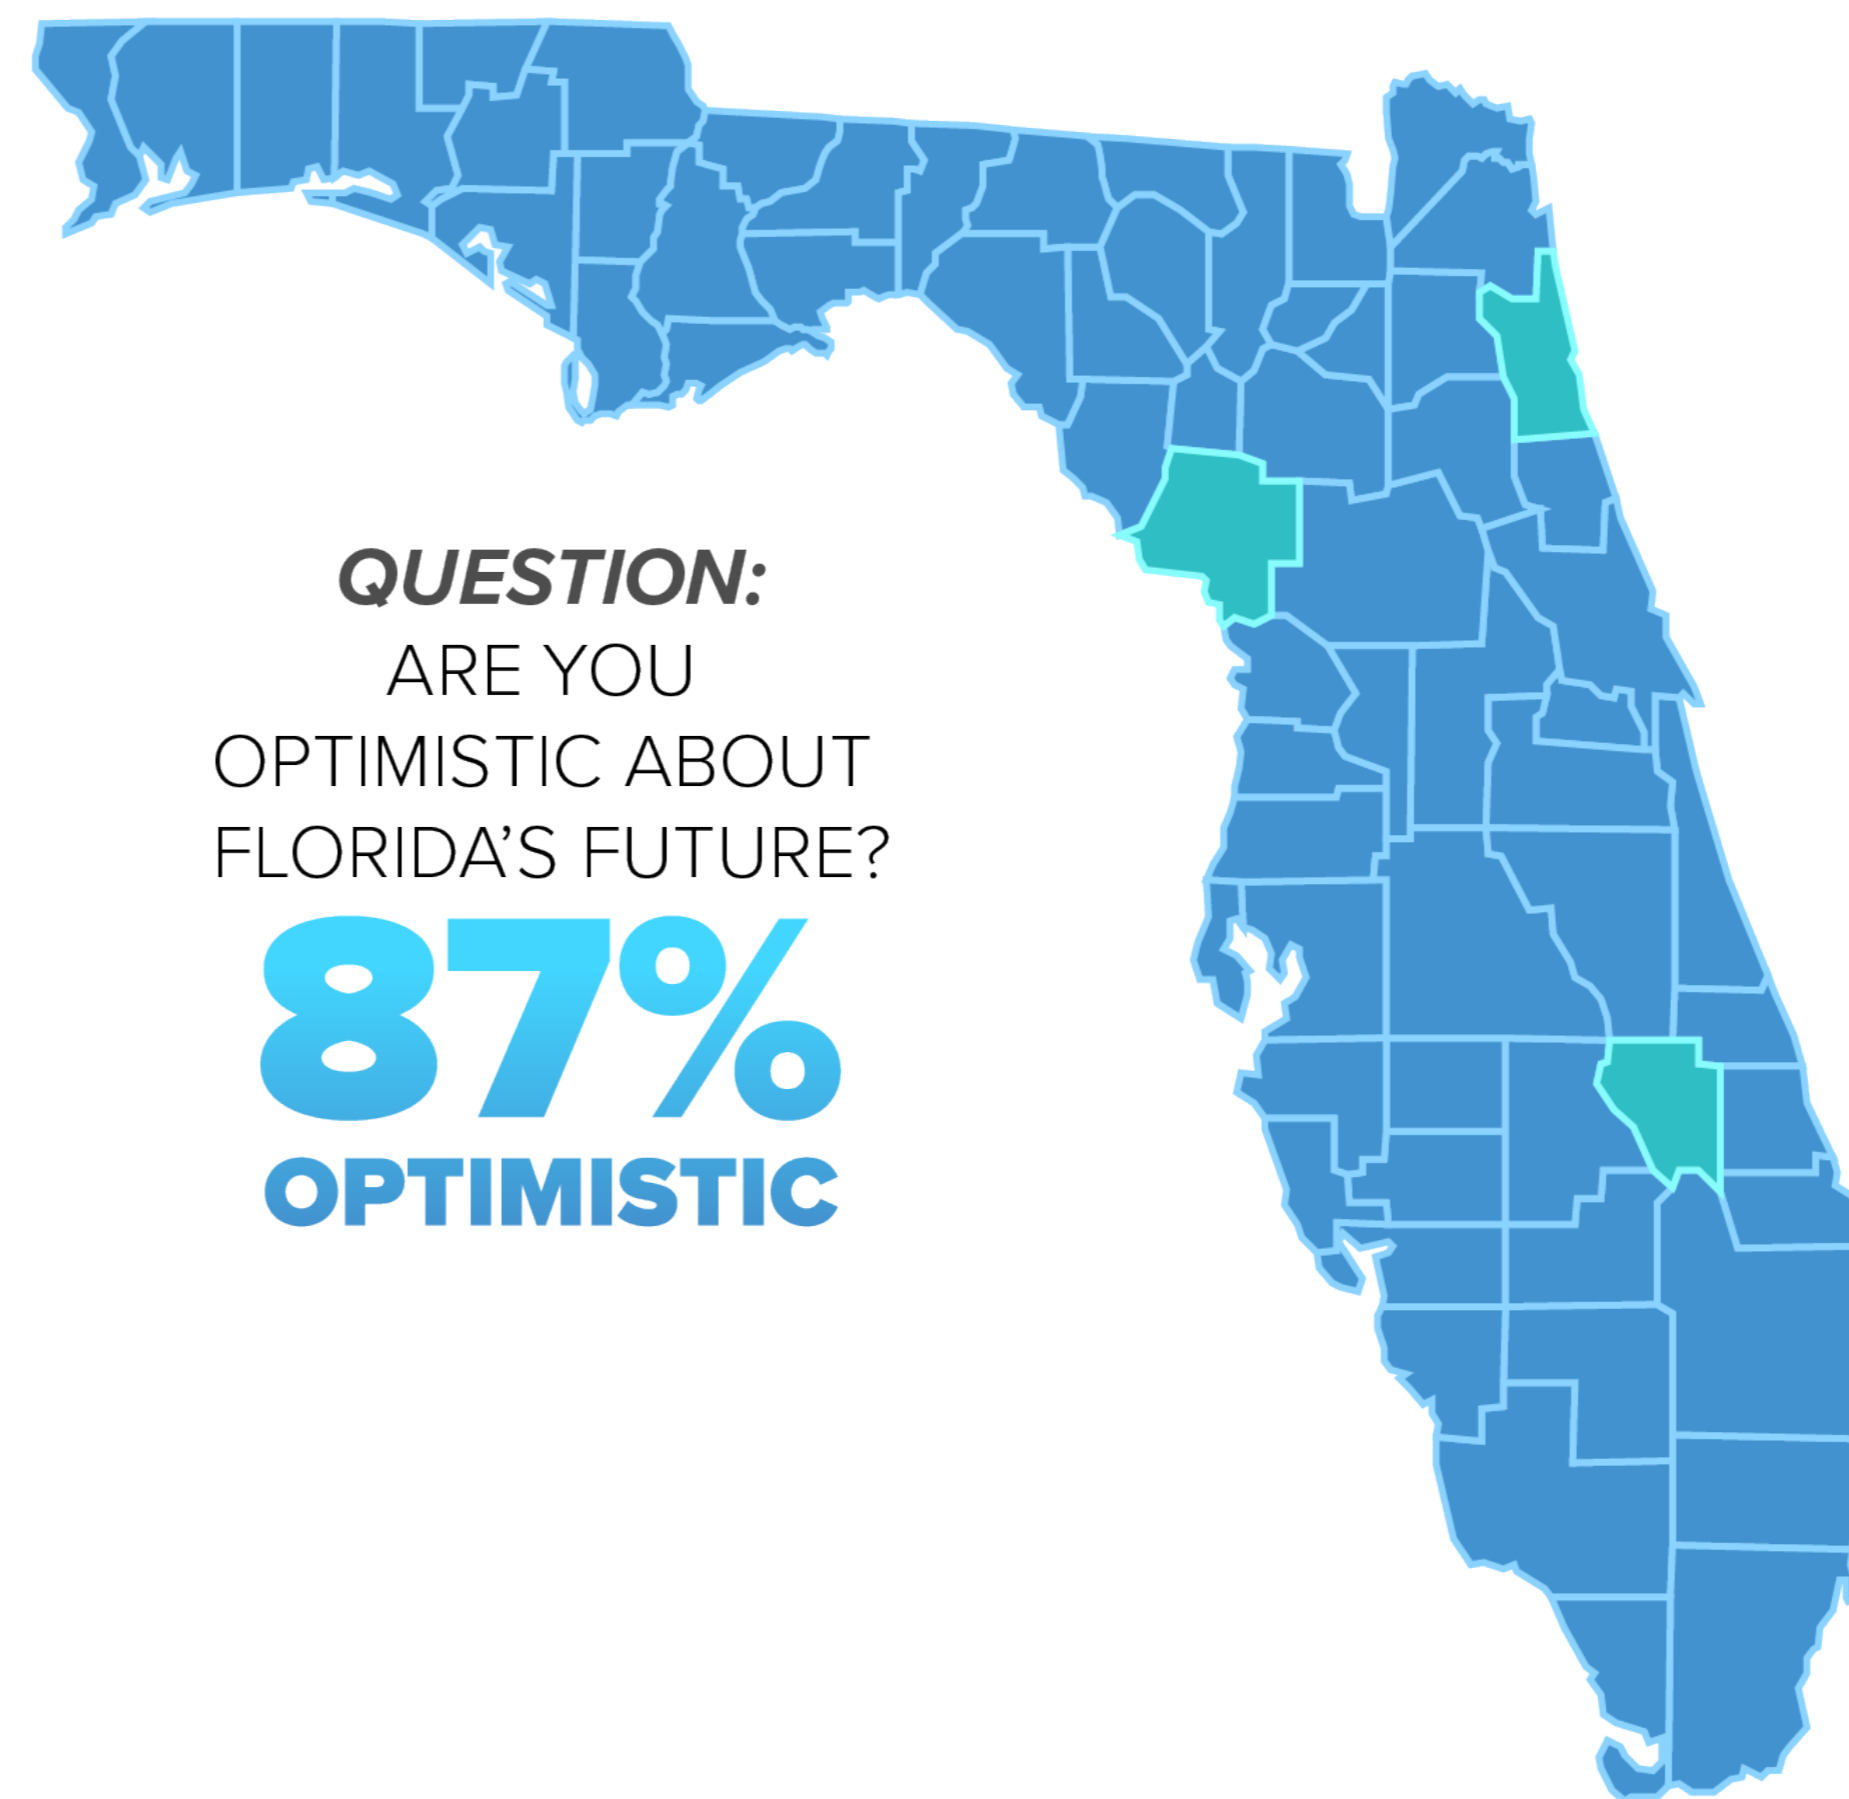 QUESTION:
ARE YOU
OPTIMISTIC ABOUT
FLORIDA’S FUTURE?
87%
OPTIMISTIC